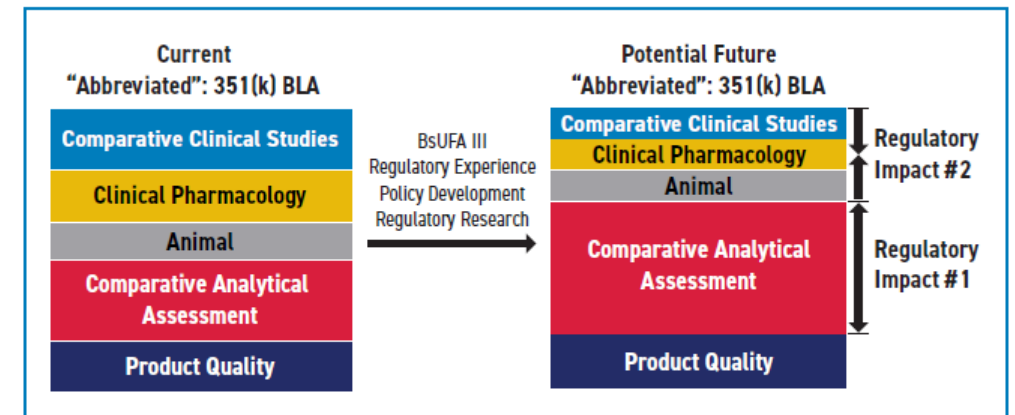 Current
“Abbreviated”: 351(k) BLA
Comparative Clinical Studies
Clinical Pharmacology
Animal
Comparative Analytical
Assessment
Product Quality
BsUFA III
Regulatory Experience
Policy Development
Regulatory Research
Potential Future
“Abbreviated”: 351(k) BLA
Comparative Clinical Studies
Clinical Pharmacology
Animal
Comparative Analytical
Assessment
Product Quality
Regulatory
Impact #2
Regulatory
Impact #1